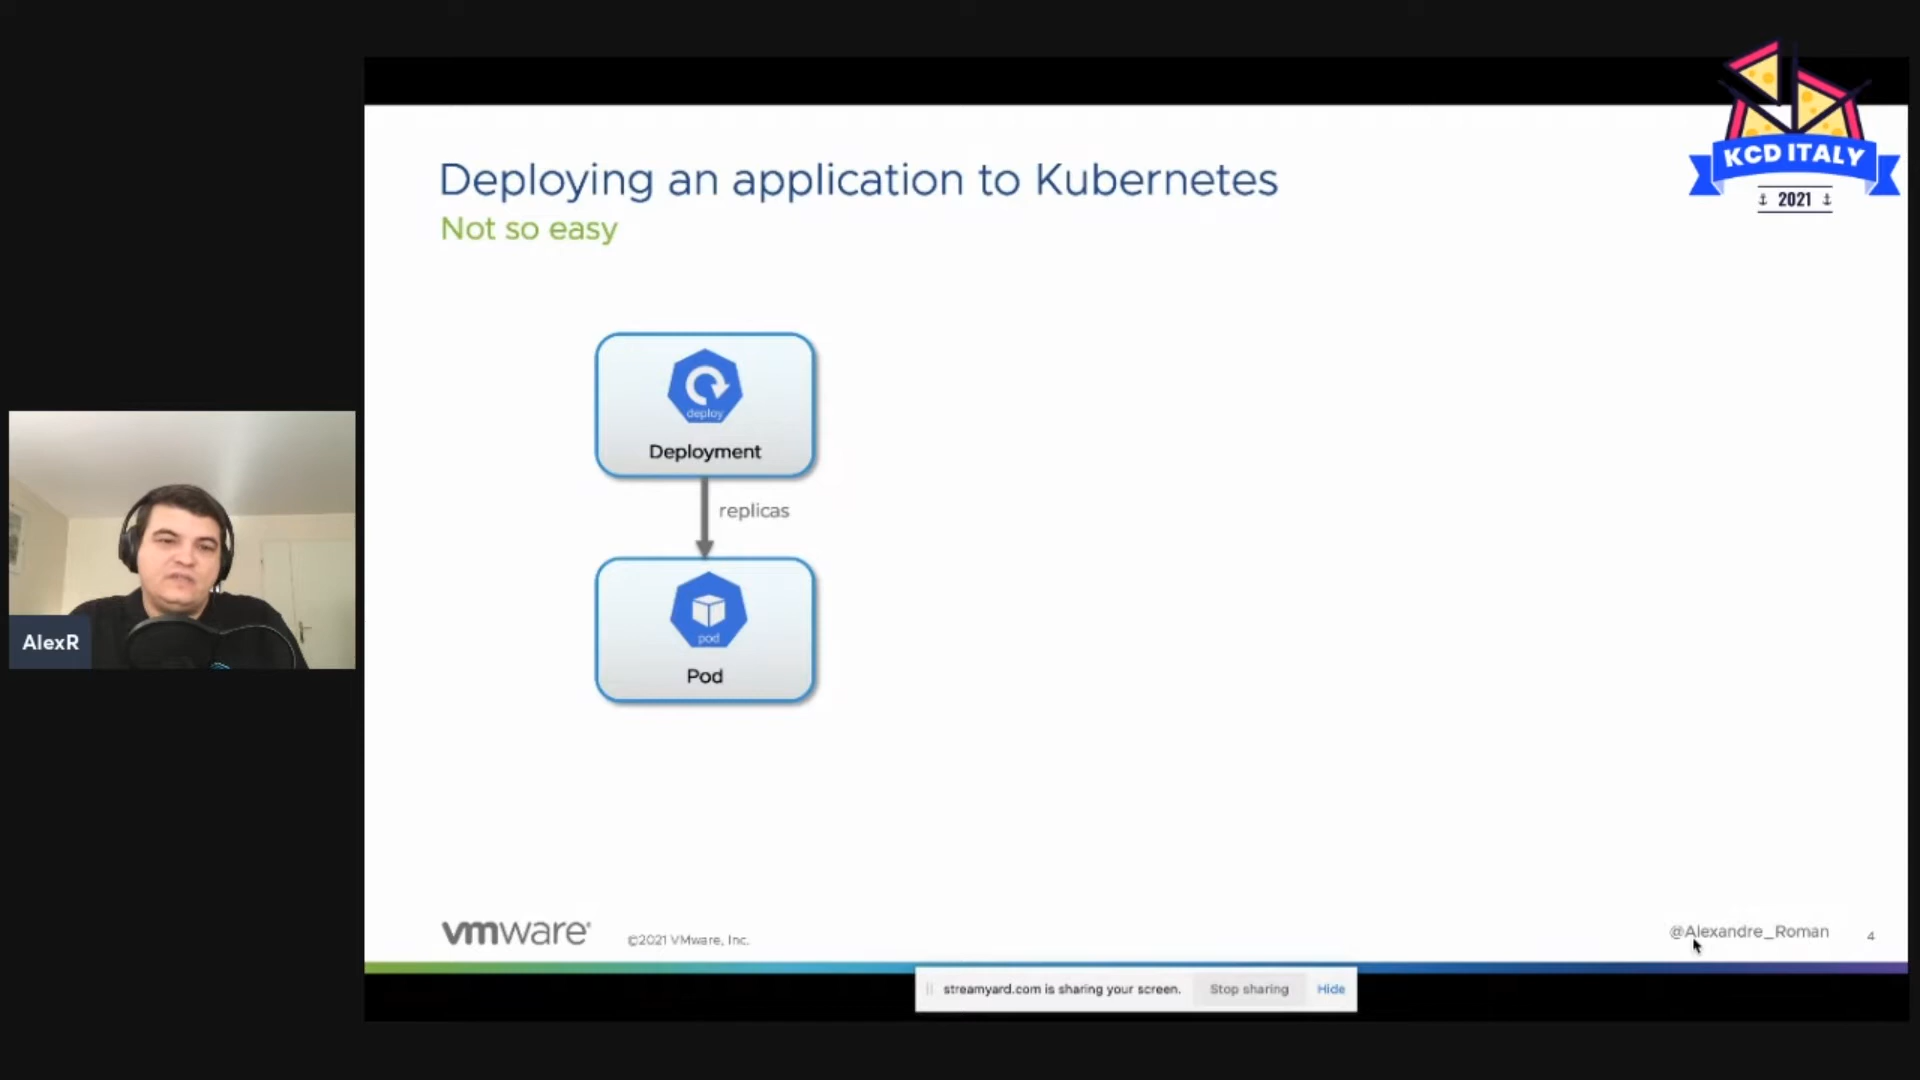 KCD ITALY
2021
Deploying an application to Kubernetes
Not so easy
deploy
Deployment
replicas
pod
Pod
AlexR
vmware®
©2021 VMware, Inc.
@Alexandre_Roman
4
streamyard.com is sharing your screen.
Stop sharing
Hide